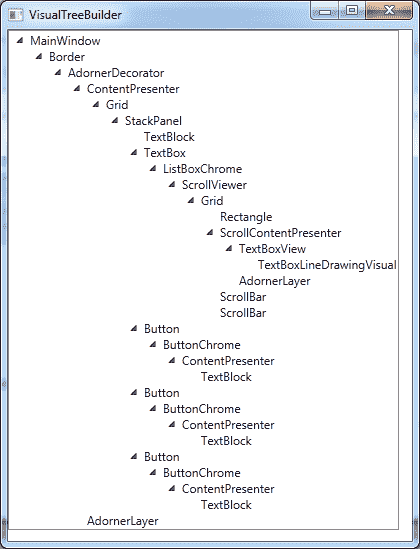 VisualTreeBuilder
MainWindow
Border
AdornerDecorator
ContentPresenter
Grid
StackPanel
TextBlock
TextBox
ListBoxChrome
ScrollViewer
Grid
Rectangle
ScrollContentPresenter
TextBoxView
TextBoxLineDrawingVisual
AdornerLayer
ScrollBar
ScrollBar
Button
ButtonChrome
ContentPresenter
TextBlock
Button
ButtonChrome
ContentPresenter
TextBlock
Button
ButtonChrome
ContentPresenter
TextBlock
AdornerLayer